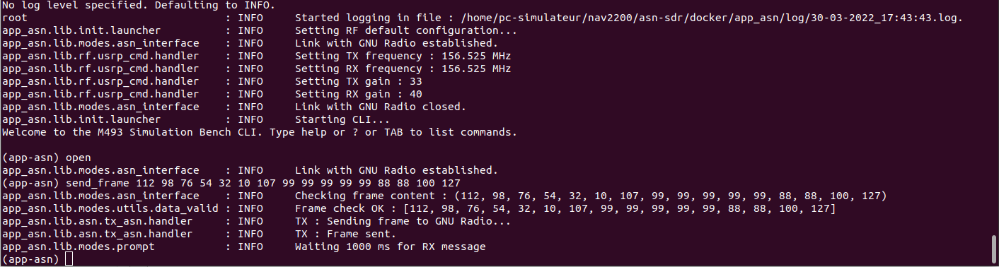 No log level specified. Defaulting to INFO.
root : INFO Started logging in file : /home/pc-simulateur/nav2200/asn-sdr/docker/app_asn/log/30-03-2022_17:43:43.log.
app_asn.lib.init.launcher : INFO Setting RF default configuration...
app_asn.lib.modes.asn_interface : INFO Link with GNU Radio established.
app_asn.lib.rf.usrp_cmd.handler : INFO Setting TX frequency : 156.525 MHz
app_asn.lib.rf.usrp_cmd.handler : INFO Setting RX frequency : 156.525 MHz
app_asn.lib.rf.usrp_cmd.handler : INFO Setting TX gain : 33
app_asn.lib.rf.usrp_cmd.handler : INFO Setting RX gain : 40
app_asn.lib.modes.asn_interface : INFO Link with GNU Radio closed.
app_asn.lib.init.launcher : INFO Starting CLI...
Welcome to the M493 Simulation Bench CLI. Type help or ? or TAB to list commands.
(app-asn) open
app_asn.lib.modes.asn_interface : INFO Link with GNU Radio established.
(app-asn) send_frame 112 98 76 54 32 10 107 99 99 99 99 99 88 88 100 127
app_asn.lib.modes.asn_interface : INFO Checking frame content : (112, 98, 76, 54, 32, 10, 107, 99, 99, 99, 99, 99, 88, 88, 100, 127)
app_asn.lib.modes.utils.data_valid : INFO Frame check OK : [112, 98, 76, 54, 32, 10, 107, 99, 99, 99, 99, 99, 88, 88, 100, 127]
app_asn.lib.asn.tx_asn.handler : INFO TX : Sending frame to GNU Radio...
app_asn.lib.asn.tx_asn.handler : INFO TX : Frame sent.
app_asn.lib.modes.prompt : INFO Waiting 1000 ms for RX message
(app-asn)